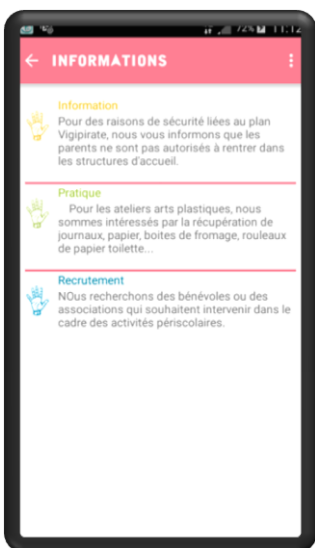 72% 11:12
INFORMATIONS
Information
Pour des raisons de sécurité liées au plan
Vigipirate, nous vous informons que les
parents ne sont pas autorisés à rentrer dans
les structures d'accueil.
Pratique
Pour les ateliers arts plastiques, nous
sommes intéressés par la récupération de
journaux, papier, boites de fromage, rouleaux
de papier toilette...
Recrutement
NOus recherchons des bénévoles ou des
associations qui souhaitent intervenir dans le
cadre des activités périscolaires.